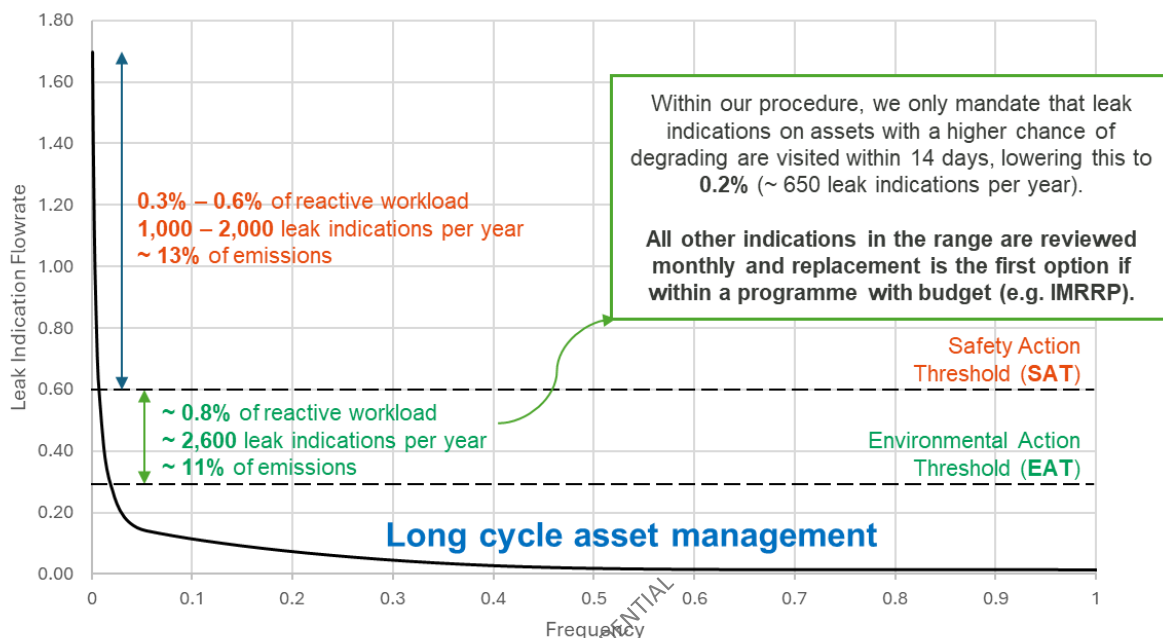 1.80
1.60
1.40
1.20
1.00
0.80
0.60
0.40
0.20
0.00
Leak Indication Flowrate
0.3% – 0.6% of reactive workload
1,000 – 2,000 leak indications per year
~ 13% of emissions
Within our procedure, we only mandate that leak
indications on assets with a higher chance of
degrading are visited within 14 days, lowering this to
0.2% (~ 650 leak indications per year).
All other indications in the range are reviewed
monthly and replacement is the first option if
within a programme with budget (e.g. IMRRP).
Safety Action
Threshold (SAT)
~ 0.8% of reactive workload
~ 2,600 leak indications per year
~ 11% of emissions
Environmental Action
Threshold (EAT)
Long cycle asset management
0 0.1 0.2 0.3 0.4 0.5 0.6 0.7 0.8 0.9 1
Frequency